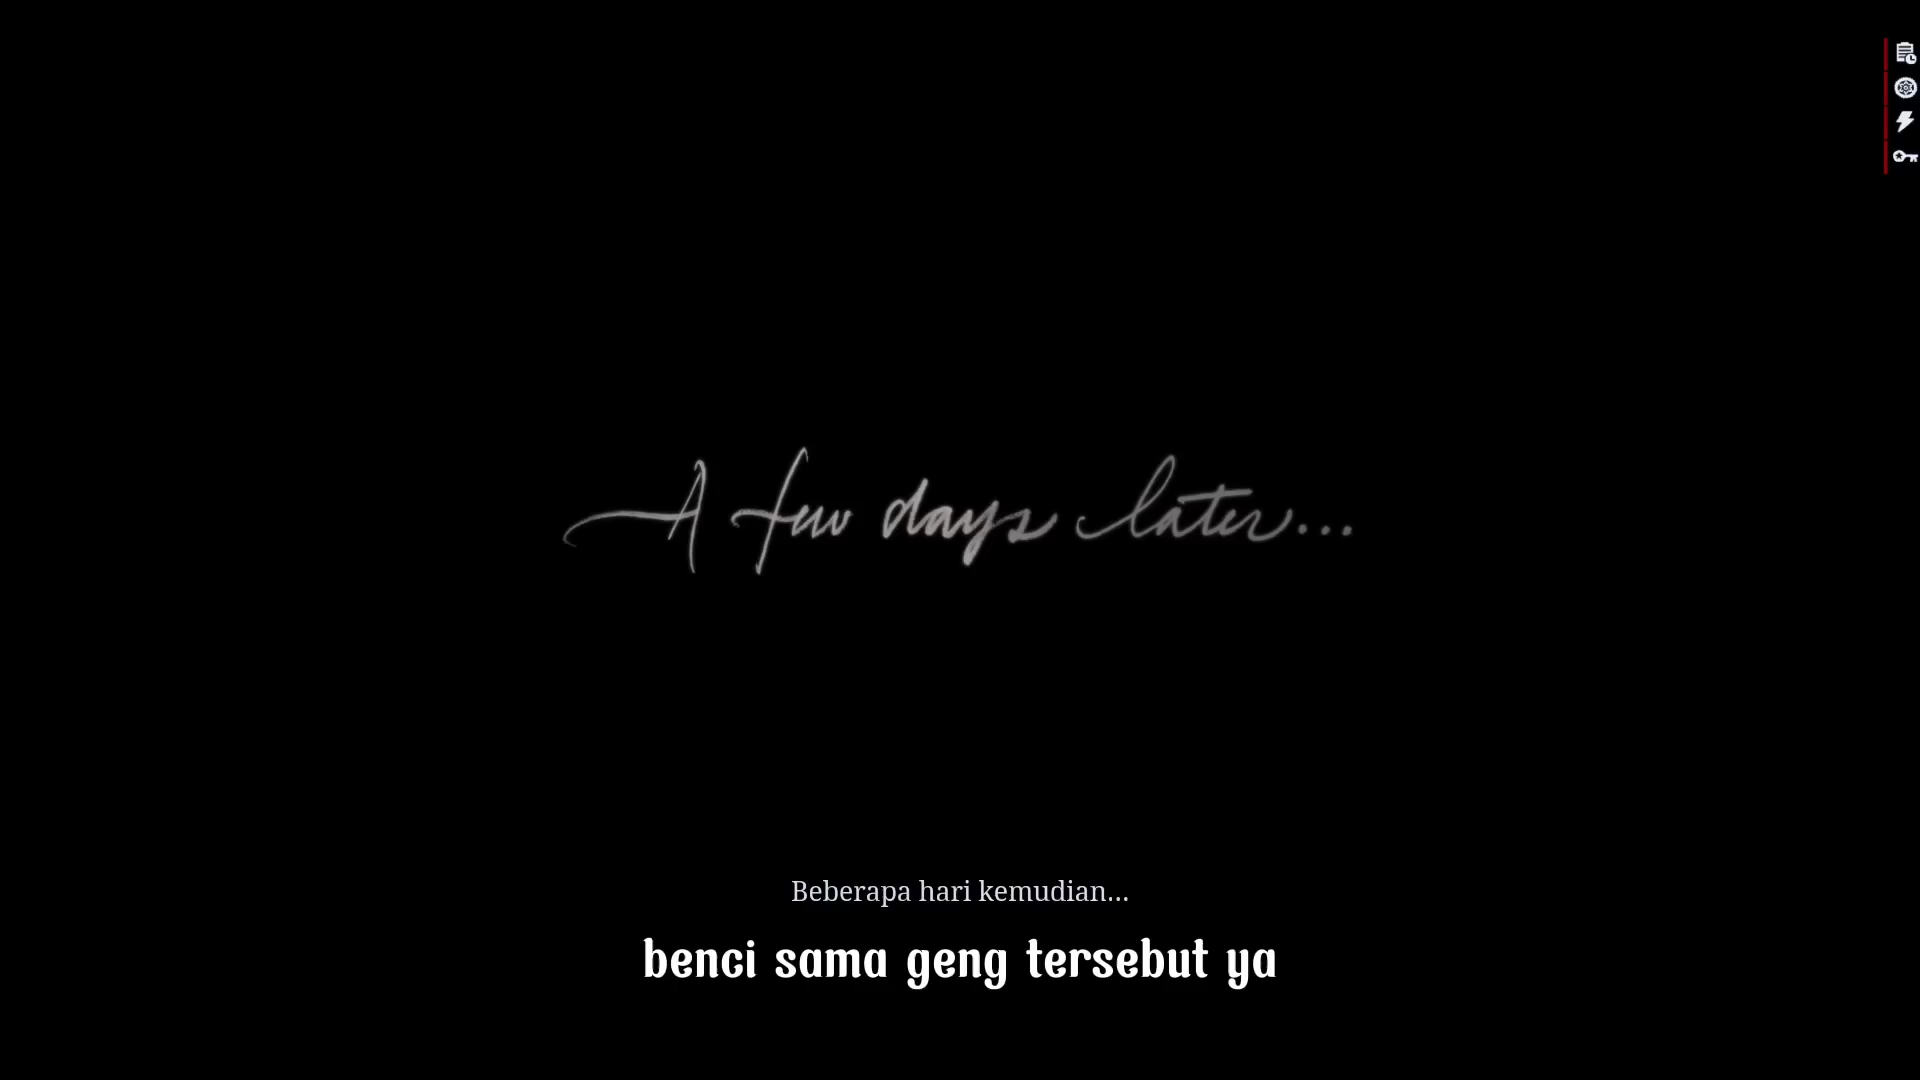 A few days later...
Beberapa hari kemudian...
benci sama geng tersebut ya